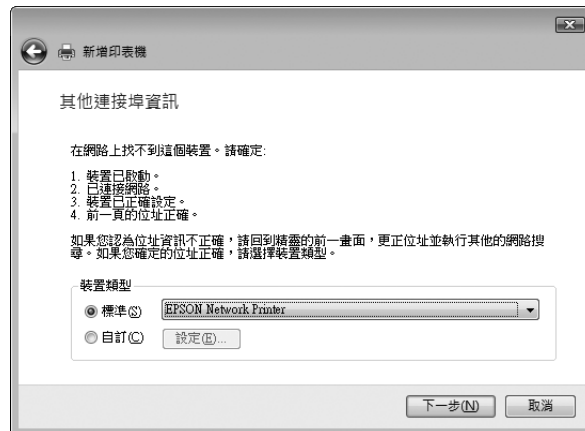 新增印表機
其他連接埠資訊
在網路上找不到這個裝置。請確定:
1. 裝置已啟動。
2. 已連接網路。
3. 裝置已正確設定。
4. 前一頁的位址正確。
如果您認為位址資訊不正確，請回到精靈的前一畫面，更正位址並執行其他的網路搜
尋。如果您確定的位址正確，請選擇裝置類型。
裝置類型
標準(S) EPSON Network Printer
自訂(C) 設定(E)...
下一步(N) 取消